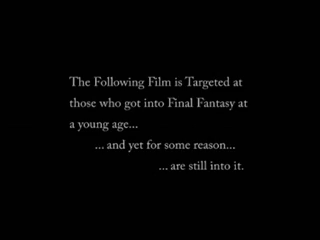 The Following Film is Targeted at
those who got into Final Fantasy at
a young age...
... and yet for some reason...
... are still into it.